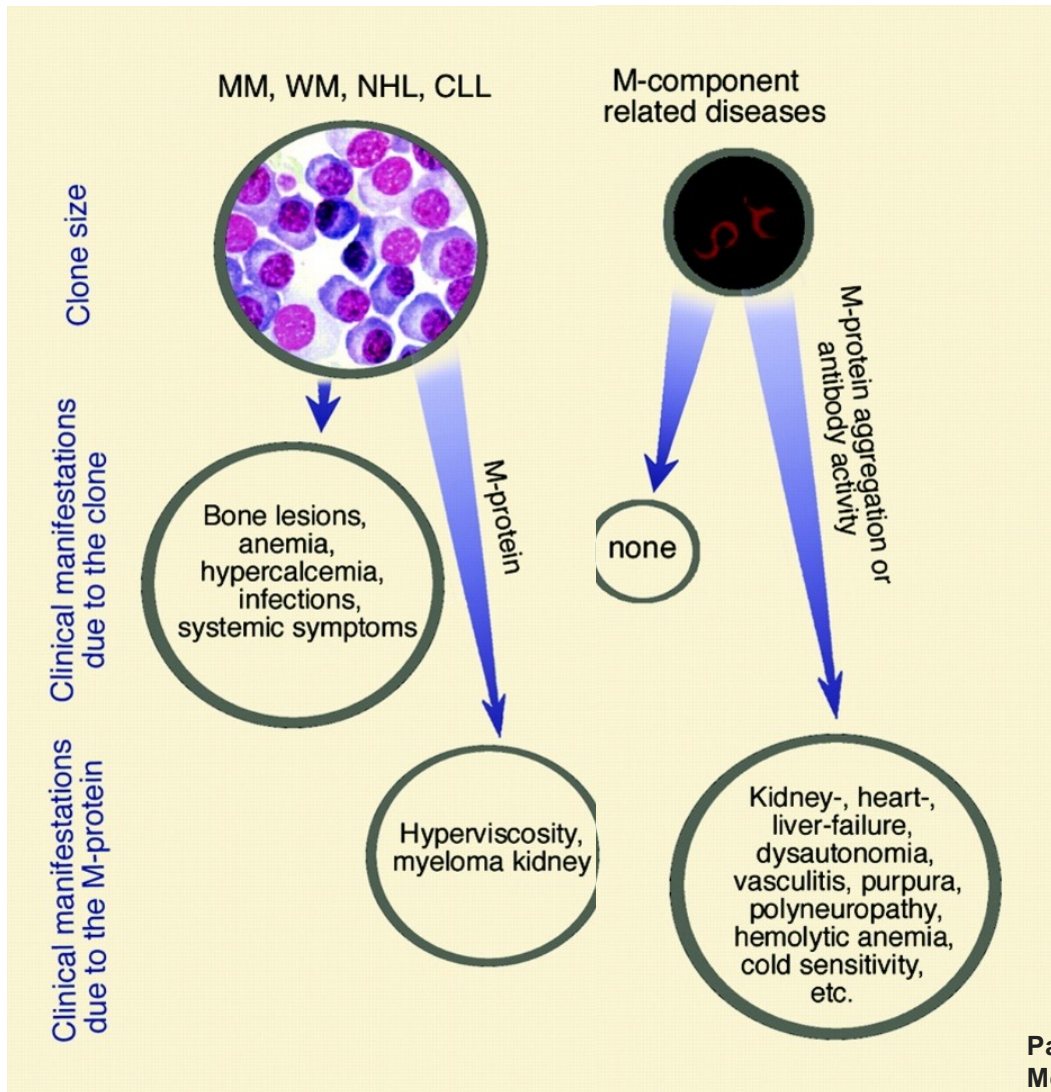 MM, WM, NHL, CLL
M-component
related diseases
Clone size
Clinical manifestations
due to the clone
Clinical manifestations
due to the M-protein
Bone lesions,
anemia,
hypercalcemia,
infections,
systemic symptoms
M-protein
Hyperviscosity,
myeloma kidney
none
M-protein aggregation or
antibody activity
Kidney-, heart-,
liver-failure,
dysautonomia,
vasculitis, purpura,
polyneuropathy,
hemolytic anemia,
cold sensitivity,
etc.